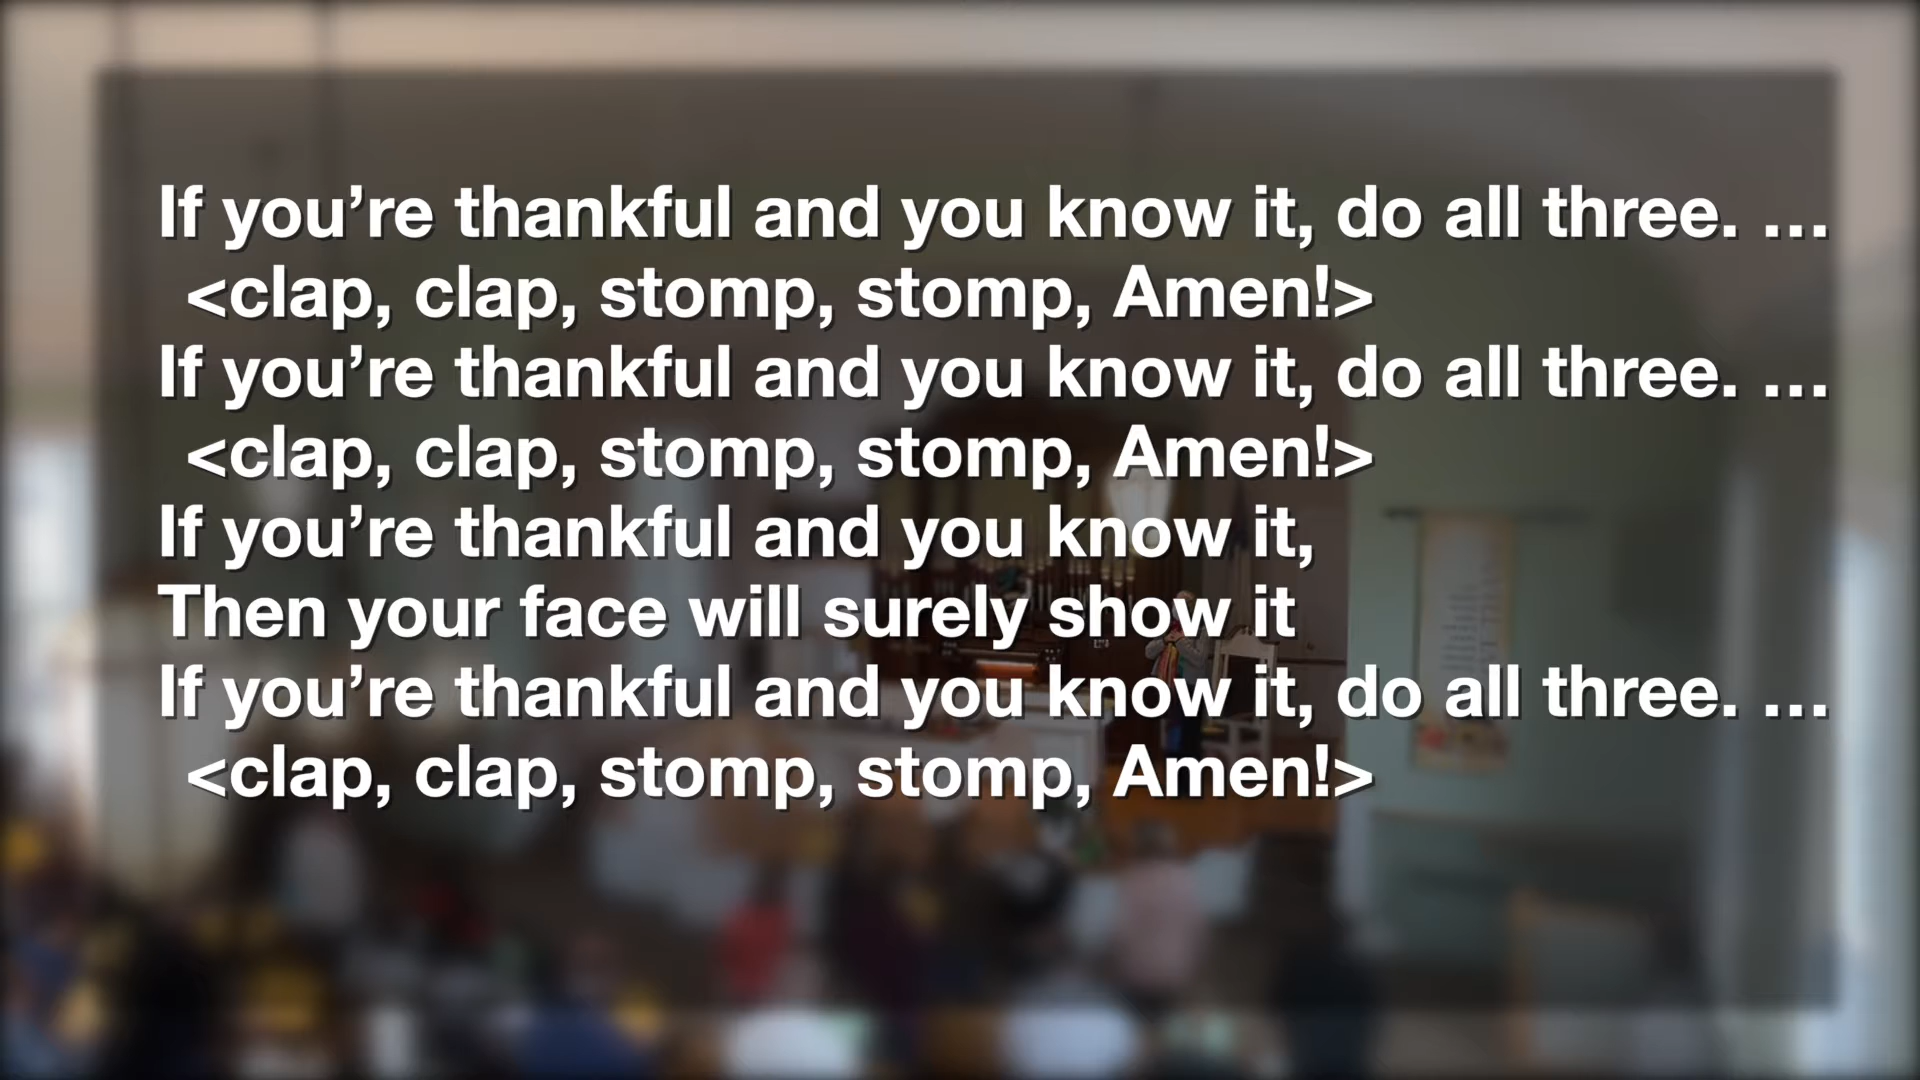 If you’re thankful and you know it, do all three. …
<clap, clap, stomp, stomp, Amen!>
If you’re thankful and you know it, do all three. …
<clap, clap, stomp, stomp, Amen!>
If you’re thankful and you know it,
Then your face will surely show it
If you’re thankful and you know it, do all three. …
<clap, clap, stomp, stomp, Amen!>